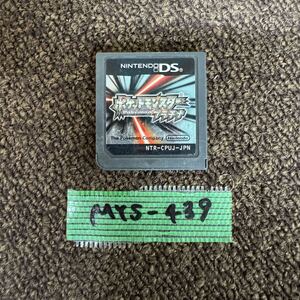 NINTENDO DS
ポケットモンスター
プラチナ
The Pokémon Company Nintendo
NTR-CPUJ-JPN
MYS-439